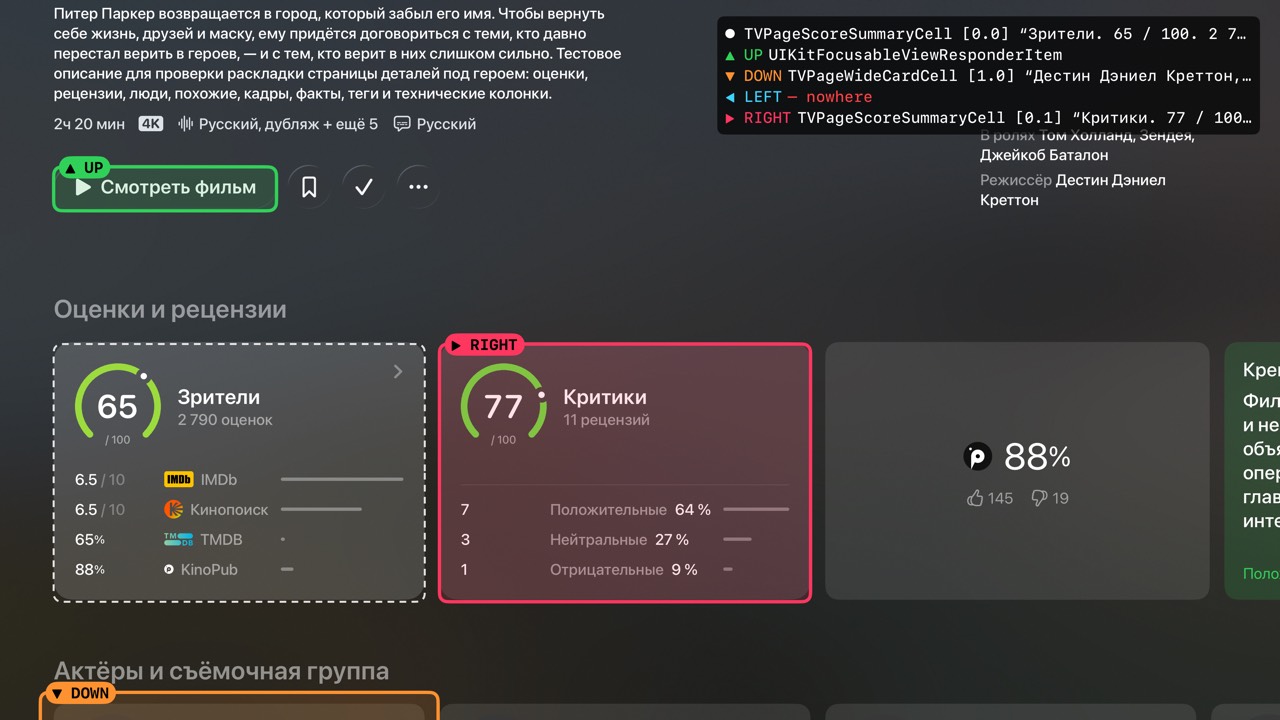 Питер Паркер возвращается в город, который забыл его имя. Чтобы вернуть
себе жизнь, друзей и маску, ему придётся договориться с теми, кто давно
перестал верить в героев, — и с тем, кто верит в них слишком сильно. Тестовое
описание для проверки раскладки страницы деталей под героем: оценки,
рецензии, люди, похожие, кадры, факты, теги и технические колонки.
2ч 20 мин 4K Русский, дубляж + ещё 5 Русский
● TVPageScoreSummaryCell [0.0] “Зрители. 65 / 100. 2 7…
▲ UP UIKitFocusableViewResponderItem
▼ DOWN TVPageWideCardCell [1.0] “Дестин Дэниел Креттон,…
◀ LEFT — nowhere
▶ RIGHT TVPageScoreSummaryCell [0.1] “Критики. 77 / 100…
В ролях Том Холланд, Зендея,
Джейкоб Баталон
Режиссёр Дестин Дэниел
Креттон
▲ UP
Смотреть фильм
Оценки и рецензии
65
/ 100
Зрители
2 790 оценок
6.5 / 10 IMDb IMDb
6.5 / 10 Кинопоиск
65% TMDB TMDB
88% KinoPub
▶ RIGHT
77
/ 100
Критики
11 рецензий
7 Положительные 64 %
3 Нейтральные 27 %
1 Отрицательные 9 %
88%
145 19
Фил
и не
объя
опер
глав
инте
Поло
Актёры и съёмочная группа
▼ DOWN